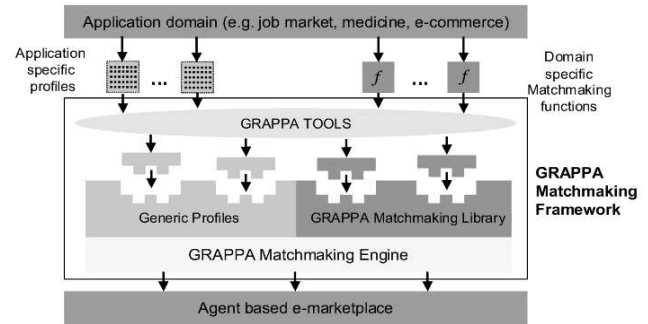 Application domain (e.g. job market, medicine, e-commerce)
Application
specific
profiles
...
...
f
f
Domain
specific
Matchmaking
functions
GRAPPA TOOLS
Generic Profiles
GRAPPA Matchmaking Library
GRAPPA
Matchmaking
Framework
GRAPPA Matchmaking Engine
Agent based e-marketplace